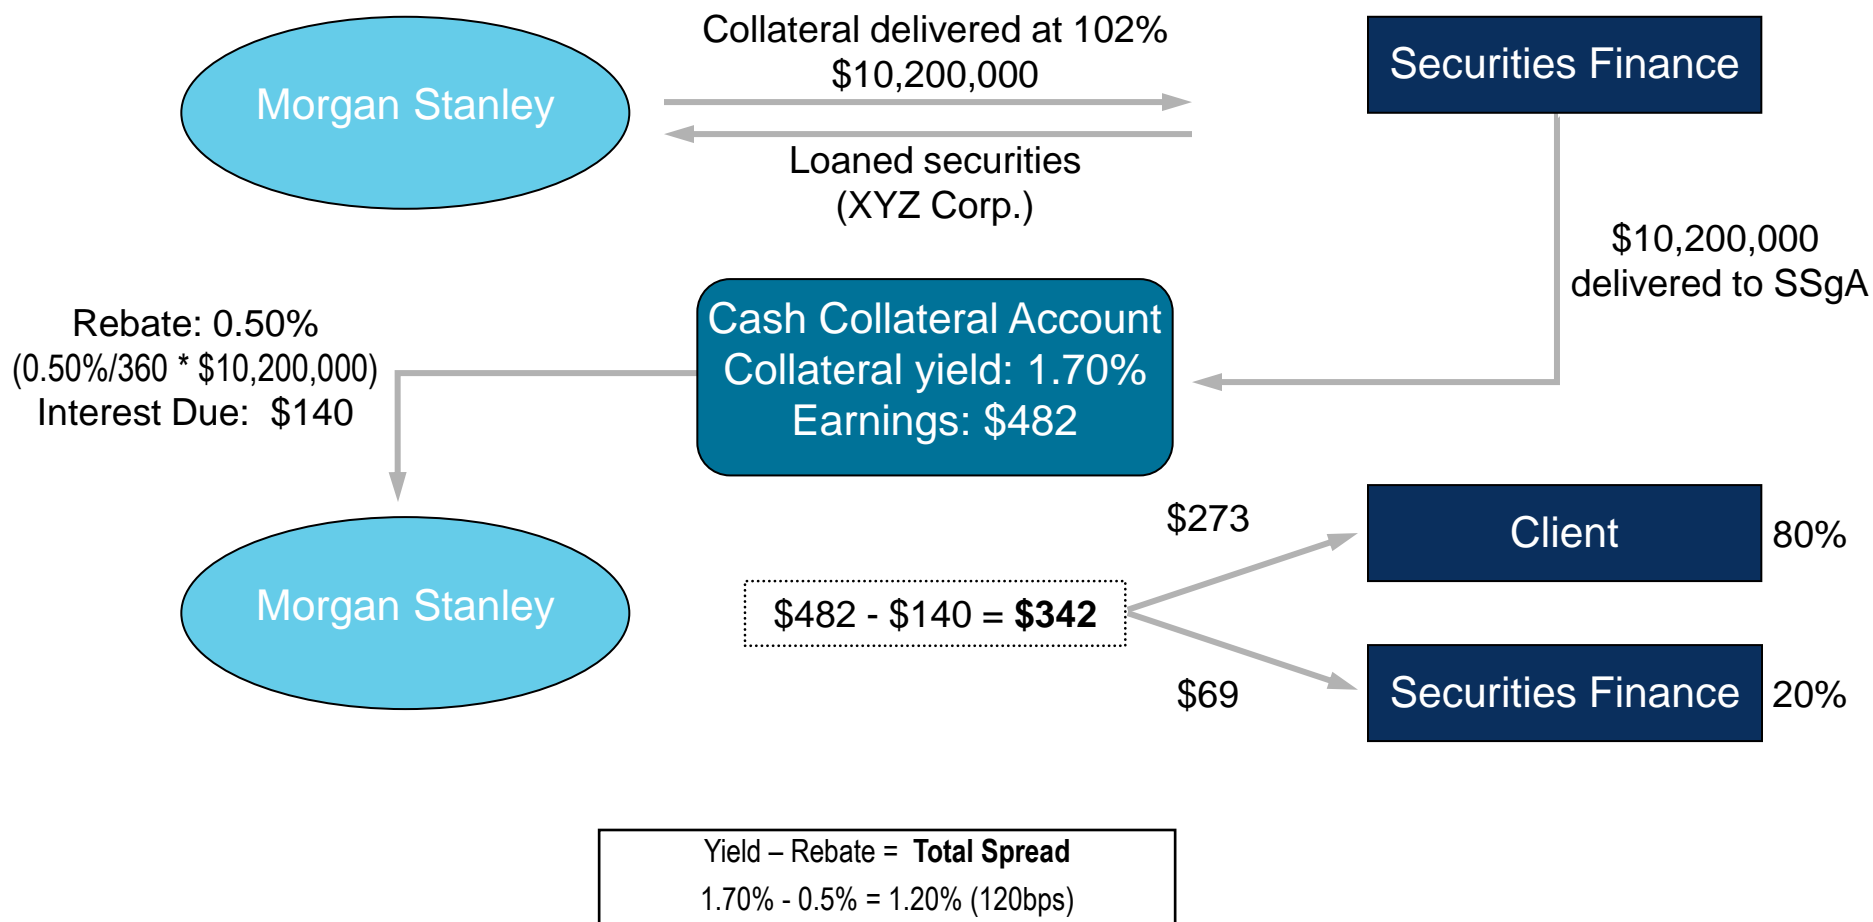 Morgan Stanley
Collateral delivered at 102%
$10,200,000
Securities Finance
Loaned securities
(XYZ Corp.)
$10,200,000
delivered to SSgA
Cash Collateral Account
Collateral yield: 1.70%
Earnings: $482
Rebate: 0.50%
(0.50%/360 * $10,200,000)
Interest Due: $140
Morgan Stanley
$482 - $140 = $342
$273
Client
80%
$69
Securities Finance
20%
Yield – Rebate = Total Spread
1.70% - 0.5% = 1.20% (120bps)